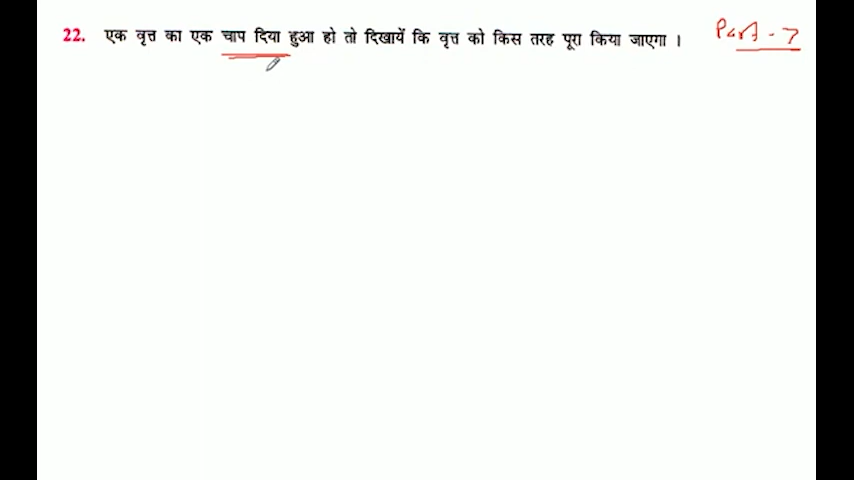 22. एक वृत्त का एक चाप दिया हुआ हो तो दिखायें कि वृत्त को किस तरह पूरा किया जाएगा ।
Part - 7